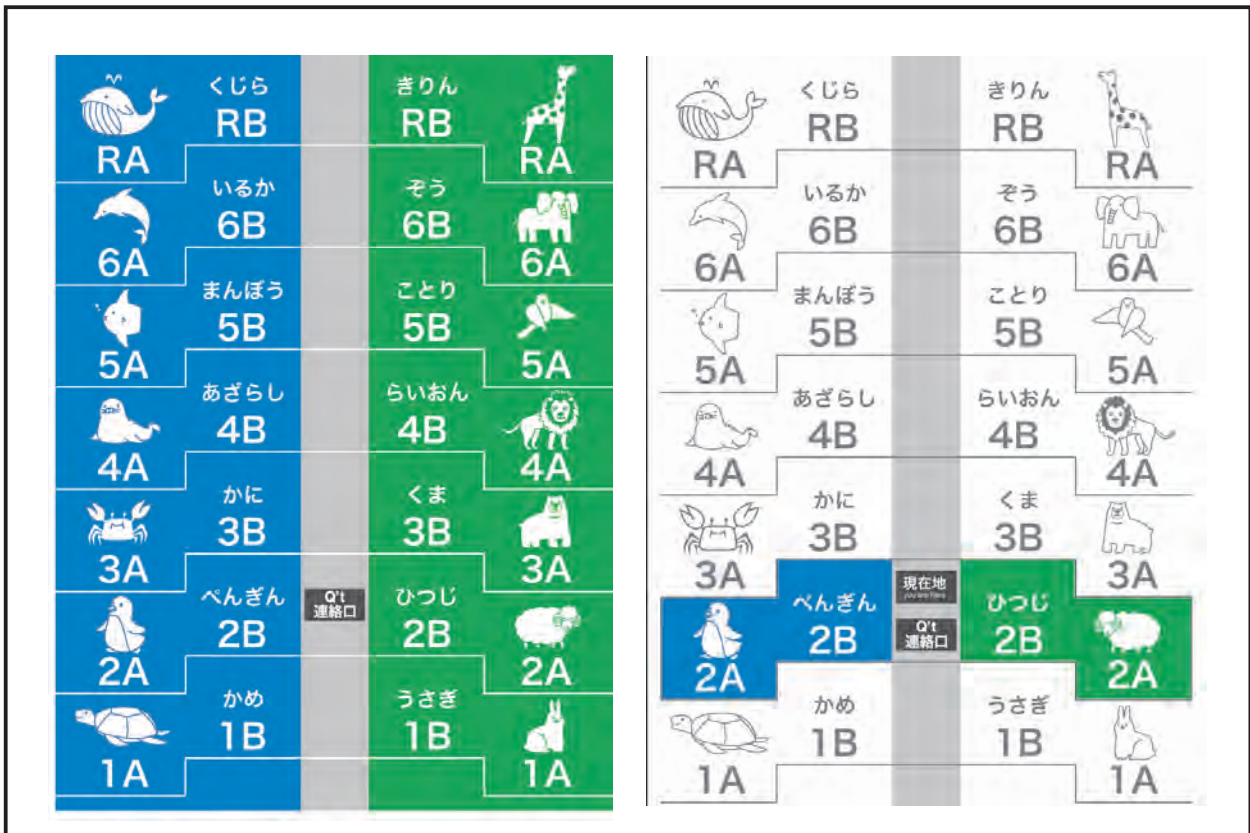 くじら
RB
RA
いるか
6B
6A
まんぼう
5B
5A
あざらし
4B
4A
かに
3B
3A
ぺんぎん
2B
2A
かめ
1B
1A
Q't
連絡口
きりん
RB
RA
ぞう
6B
6A
ことり
5B
5A
らいおん
4B
4A
くま
3B
3A
ひつじ
2B
2A
うさぎ
1B
1A
くじら
RB
RA
いるか
6B
6A
まんぼう
5B
5A
あざらし
4B
4A
かに
3B
3A
ぺんぎん
2B
2A
かめ
1B
1A
現在地
you are here
Q't
連絡口
きりん
RB
RA
ぞう
6B
6A
ことり
5B
5A
らいおん
4B
4A
くま
3B
3A
ひつじ
2B
2A
うさぎ
1B
1A